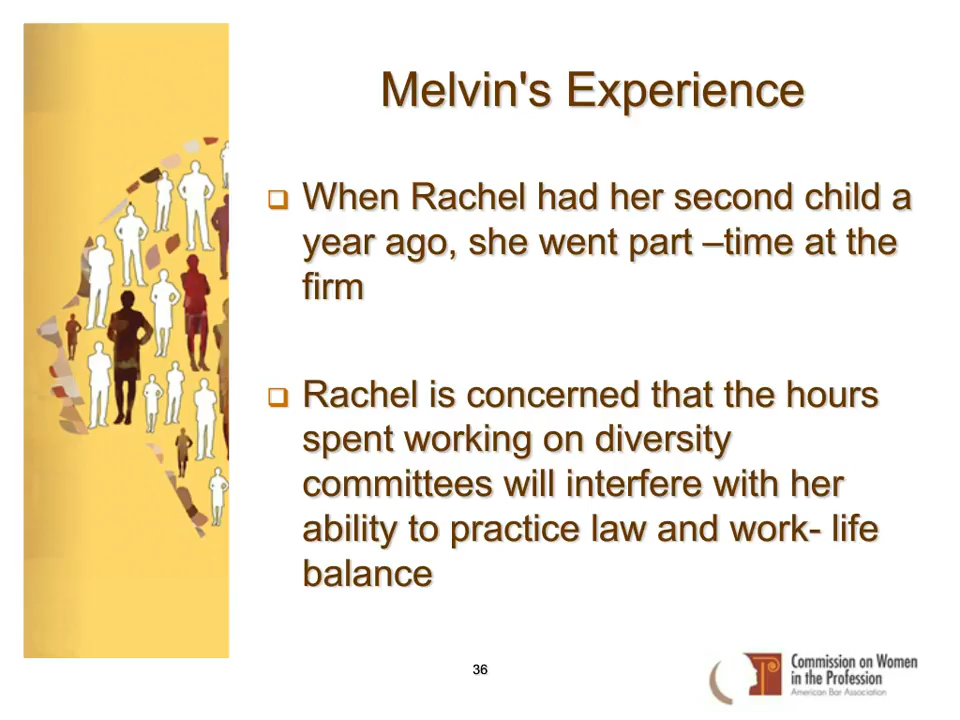 Melvin's Experience
When Rachel had her second child a
year ago, she went part –time at the
firm
Rachel is concerned that the hours
spent working on diversity
committees will interfere with her
ability to practice law and work- life
balance
36
Commission on Women
in the Profession
American Bar Association